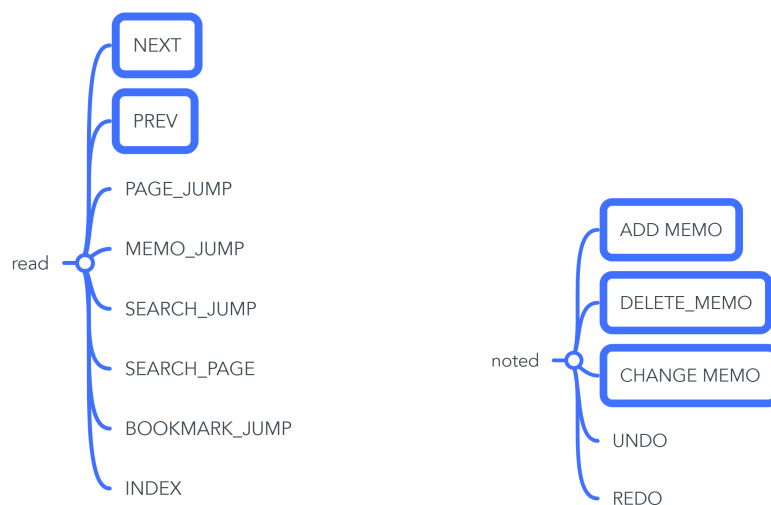 read
NEXT
PREV
PAGE_JUMP
MEMO_JUMP
SEARCH_JUMP
SEARCH_PAGE
BOOKMARK_JUMP
INDEX
noted
ADD MEMO
DELETE_MEMO
CHANGE MEMO
UNDO
REDO